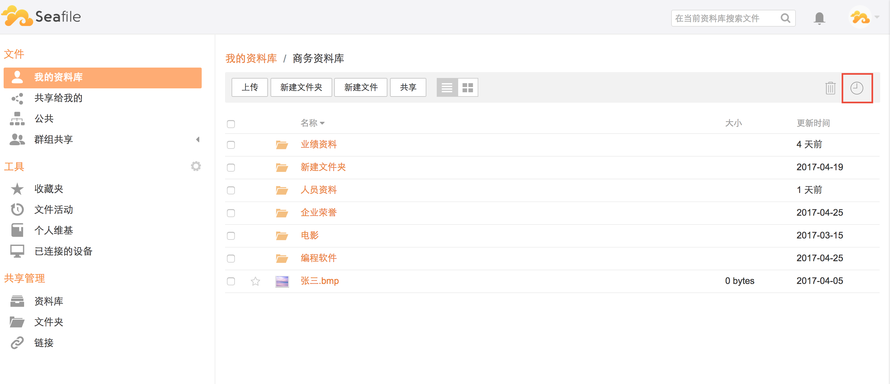 Seafile
在当前资料库搜索文件
文件
我的资料库
共享给我的
公共
群组共享
工具
收藏夹
文件活动
个人维基
已连接的设备
共享管理
资料库
文件夹
链接
我的资料库 / 商务资料库
上传 新建文件夹 新建文件 共享
名称 大小 更新时间
业绩资料 4 天前
新建文件夹 2017-04-19
人员资料 1 天前
企业荣誉 2017-04-25
电影 2017-03-15
编程软件 2017-04-25
张三.bmp 0 bytes 2017-04-05